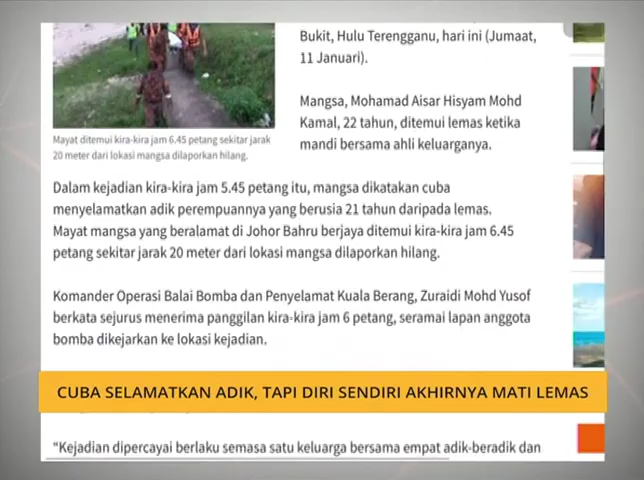 Bukit, Hulu Terengganu, hari ini (Jumaat,
11 Januari).
Mangsa, Mohamad Aisar Hisyam Mohd
Kamal, 22 tahun, ditemui lemas ketika
mandi bersama ahli keluarganya.
Mayat ditemui kira-kira jam 6.45 petang sekitar jarak
20 meter dari lokasi mangsa dilaporkan hilang.
Dalam kejadian kira-kira jam 5.45 petang itu, mangsa dikatakan cuba
menyelamatkan adik perempuannya yang berusia 21 tahun daripada lemas.
Mayat mangsa yang beralamat di Johor Bahru berjaya ditemui kira-kira jam 6.45
petang sekitar jarak 20 meter dari lokasi mangsa dilaporkan hilang.
Komander Operasi Balai Bomba dan Penyelamat Kuala Berang, Zuraidi Mohd Yusof
berkata sejurus menerima panggilan kira-kira jam 6 petang, seramai lapan anggota
bomba dikejarkan ke lokasi kejadian.
CUBA SELAMATKAN ADIK, TAPI DIRI SENDIRI AKHIRNYA MATI LEMAS
“Kejadian dipercayai berlaku semasa satu keluarga bersama empat adik-beradik dan